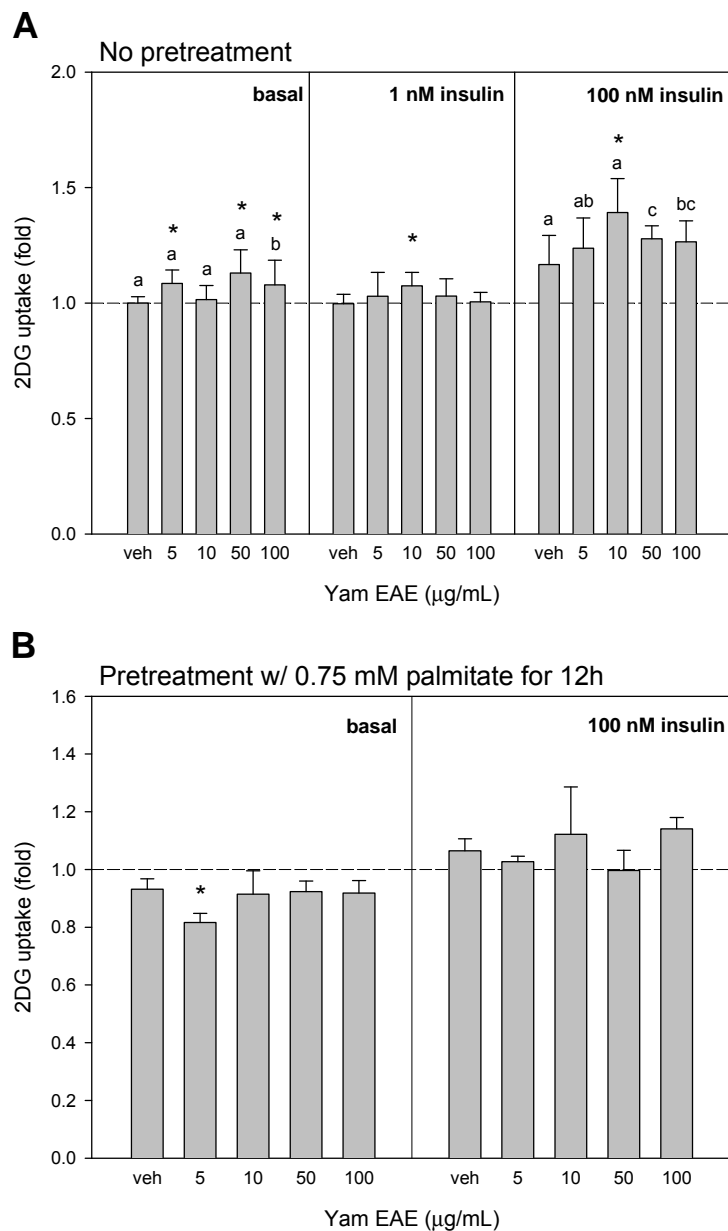 A
No pretreatment
2.0
basal
1 nM insulin
100 nM insulin
*
a
1.5
*
*
*
*
ab
a
c
bc
a
a
a
a
b
1.0
0.5
0.0
2DG uptake (fold)
veh 5 10 50 100 veh 5 10 50 100 veh 5 10 50 100
Yam EAE (μg/mL)
B
Pretreatment w/ 0.75 mM palmitate for 12h
1.6
basal
100 nM insulin
1.4
1.2
1.0
*
0.8
0.6
0.4
0.2
0.0
2DG uptake (fold)
veh 5 10 50 100 veh 5 10 50 100
Yam EAE (μg/mL)